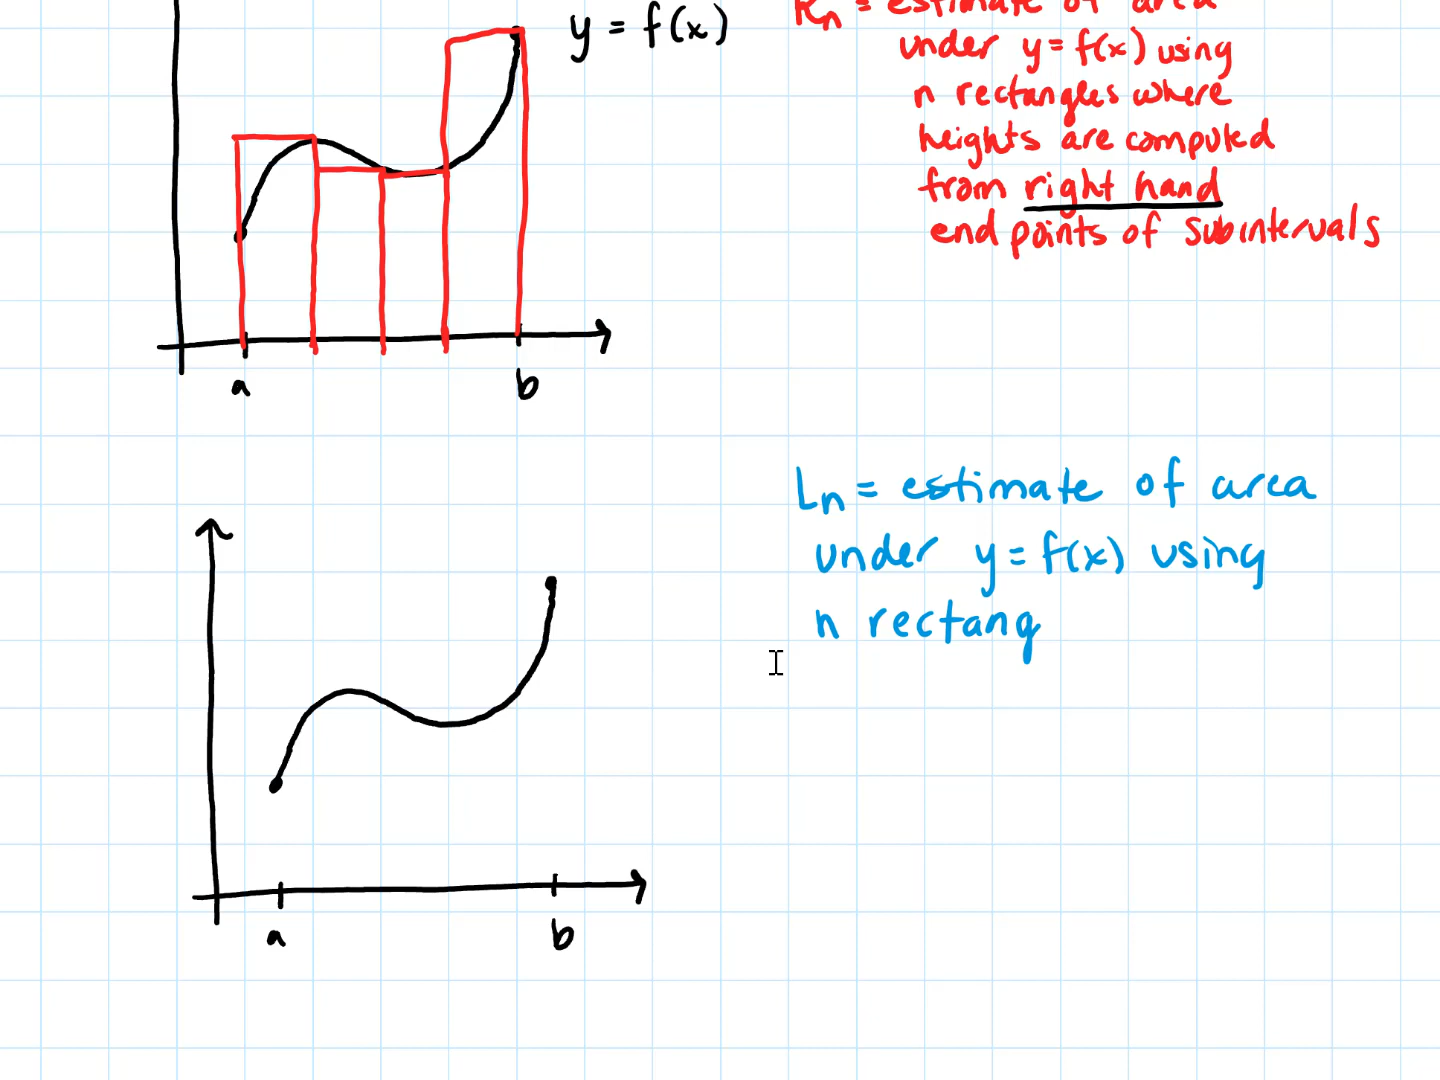 y = f(x)
Rn = estimate of area
under y = f(x) using
n rectangles where
heights are computed
from right hand
end points of subintervals
a
b
Ln = estimate of area
under y = f(x) using
n rectang
a
b